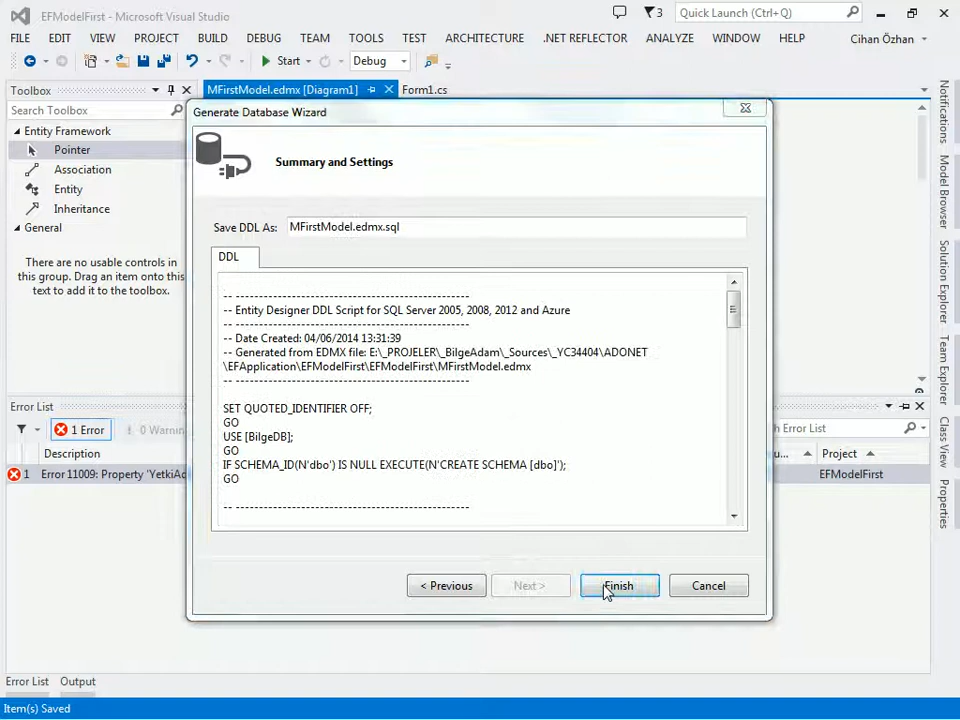 EFModelFirst - Microsoft Visual Studio
3
Quick Launch (Ctrl+Q)
FILE EDIT VIEW PROJECT BUILD DEBUG TEAM TOOLS TEST ARCHITECTURE .NET REFLECTOR ANALYZE WINDOW HELP Cihan Özhan
Start Debug
Toolbox
MFirstModel.edmx [Diagram1] Form1.cs
Search Toolbox
Entity Framework
Pointer
Association
Entity
Inheritance
General
There are no usable controls in
this group. Drag an item onto this
text to add it to the toolbox.
Generate Database Wizard
Summary and Settings
Save DDL As: MFirstModel.edmx.sql
DDL
-- --------------------------------------------------
-- Entity Designer DDL Script for SQL Server 2005, 2008, 2012 and Azure
-- --------------------------------------------------
-- Date Created: 04/06/2014 13:31:39
-- Generated from EDMX file: E:\_PROJELER\_BilgeAdam\_Sources\_YC34404\ADONET
\EFApplication\EFModelFirst\EFModelFirst\MFirstModel.edmx
-- --------------------------------------------------
SET QUOTED_IDENTIFIER OFF;
GO
USE [BilgeDB];
GO
IF SCHEMA_ID(N'dbo') IS NULL EXECUTE(N'CREATE SCHEMA [dbo]');
GO
-- --------------------------------------------------
< Previous Next > Finish Cancel
Error List
1 Error 0 Warnin
ch Error List
Description
u... Project
1 Error 11009: Property 'YetkiAd
EFModelFirst
Error List Output
Item(s) Saved
Notifications
Model Browser
Solution Explorer
Team Explorer
Class View
Properties